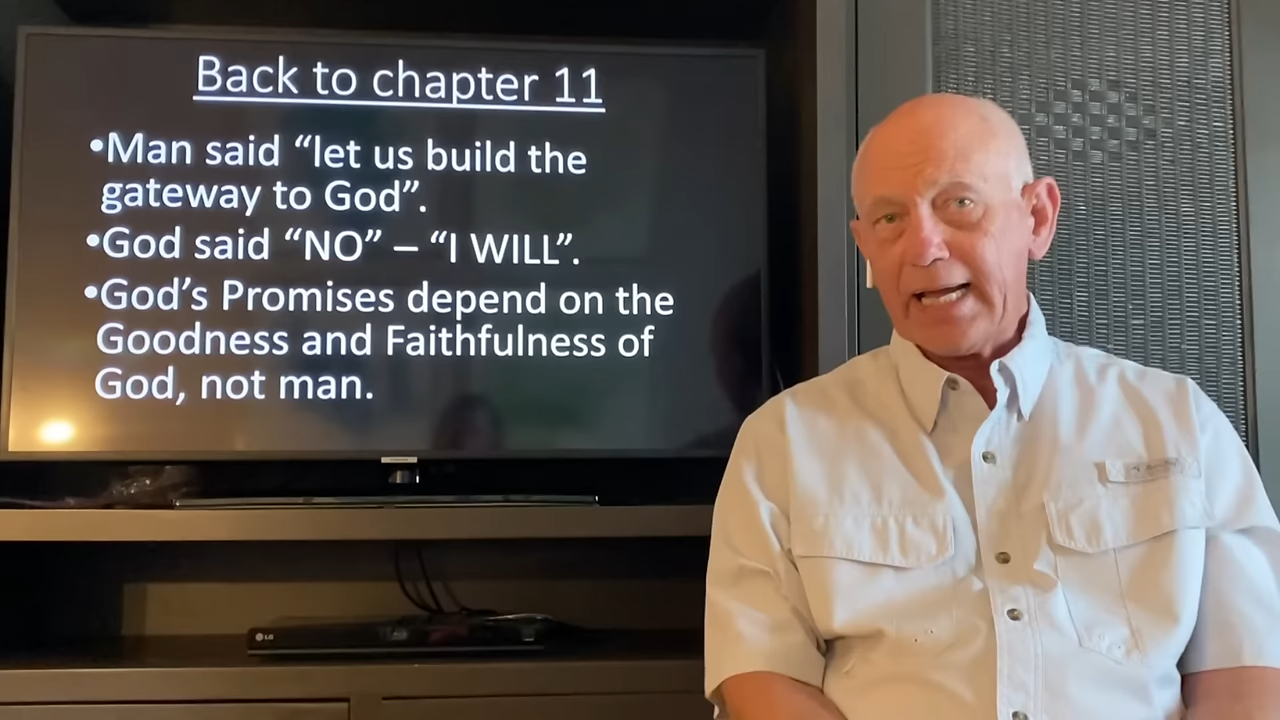 Back to chapter 11
•Man said “let us build the
gateway to God”.
•God said “NO” – “I WILL”.
•God’s Promises depend on the
Goodness and Faithfulness of
God, not man.
LG